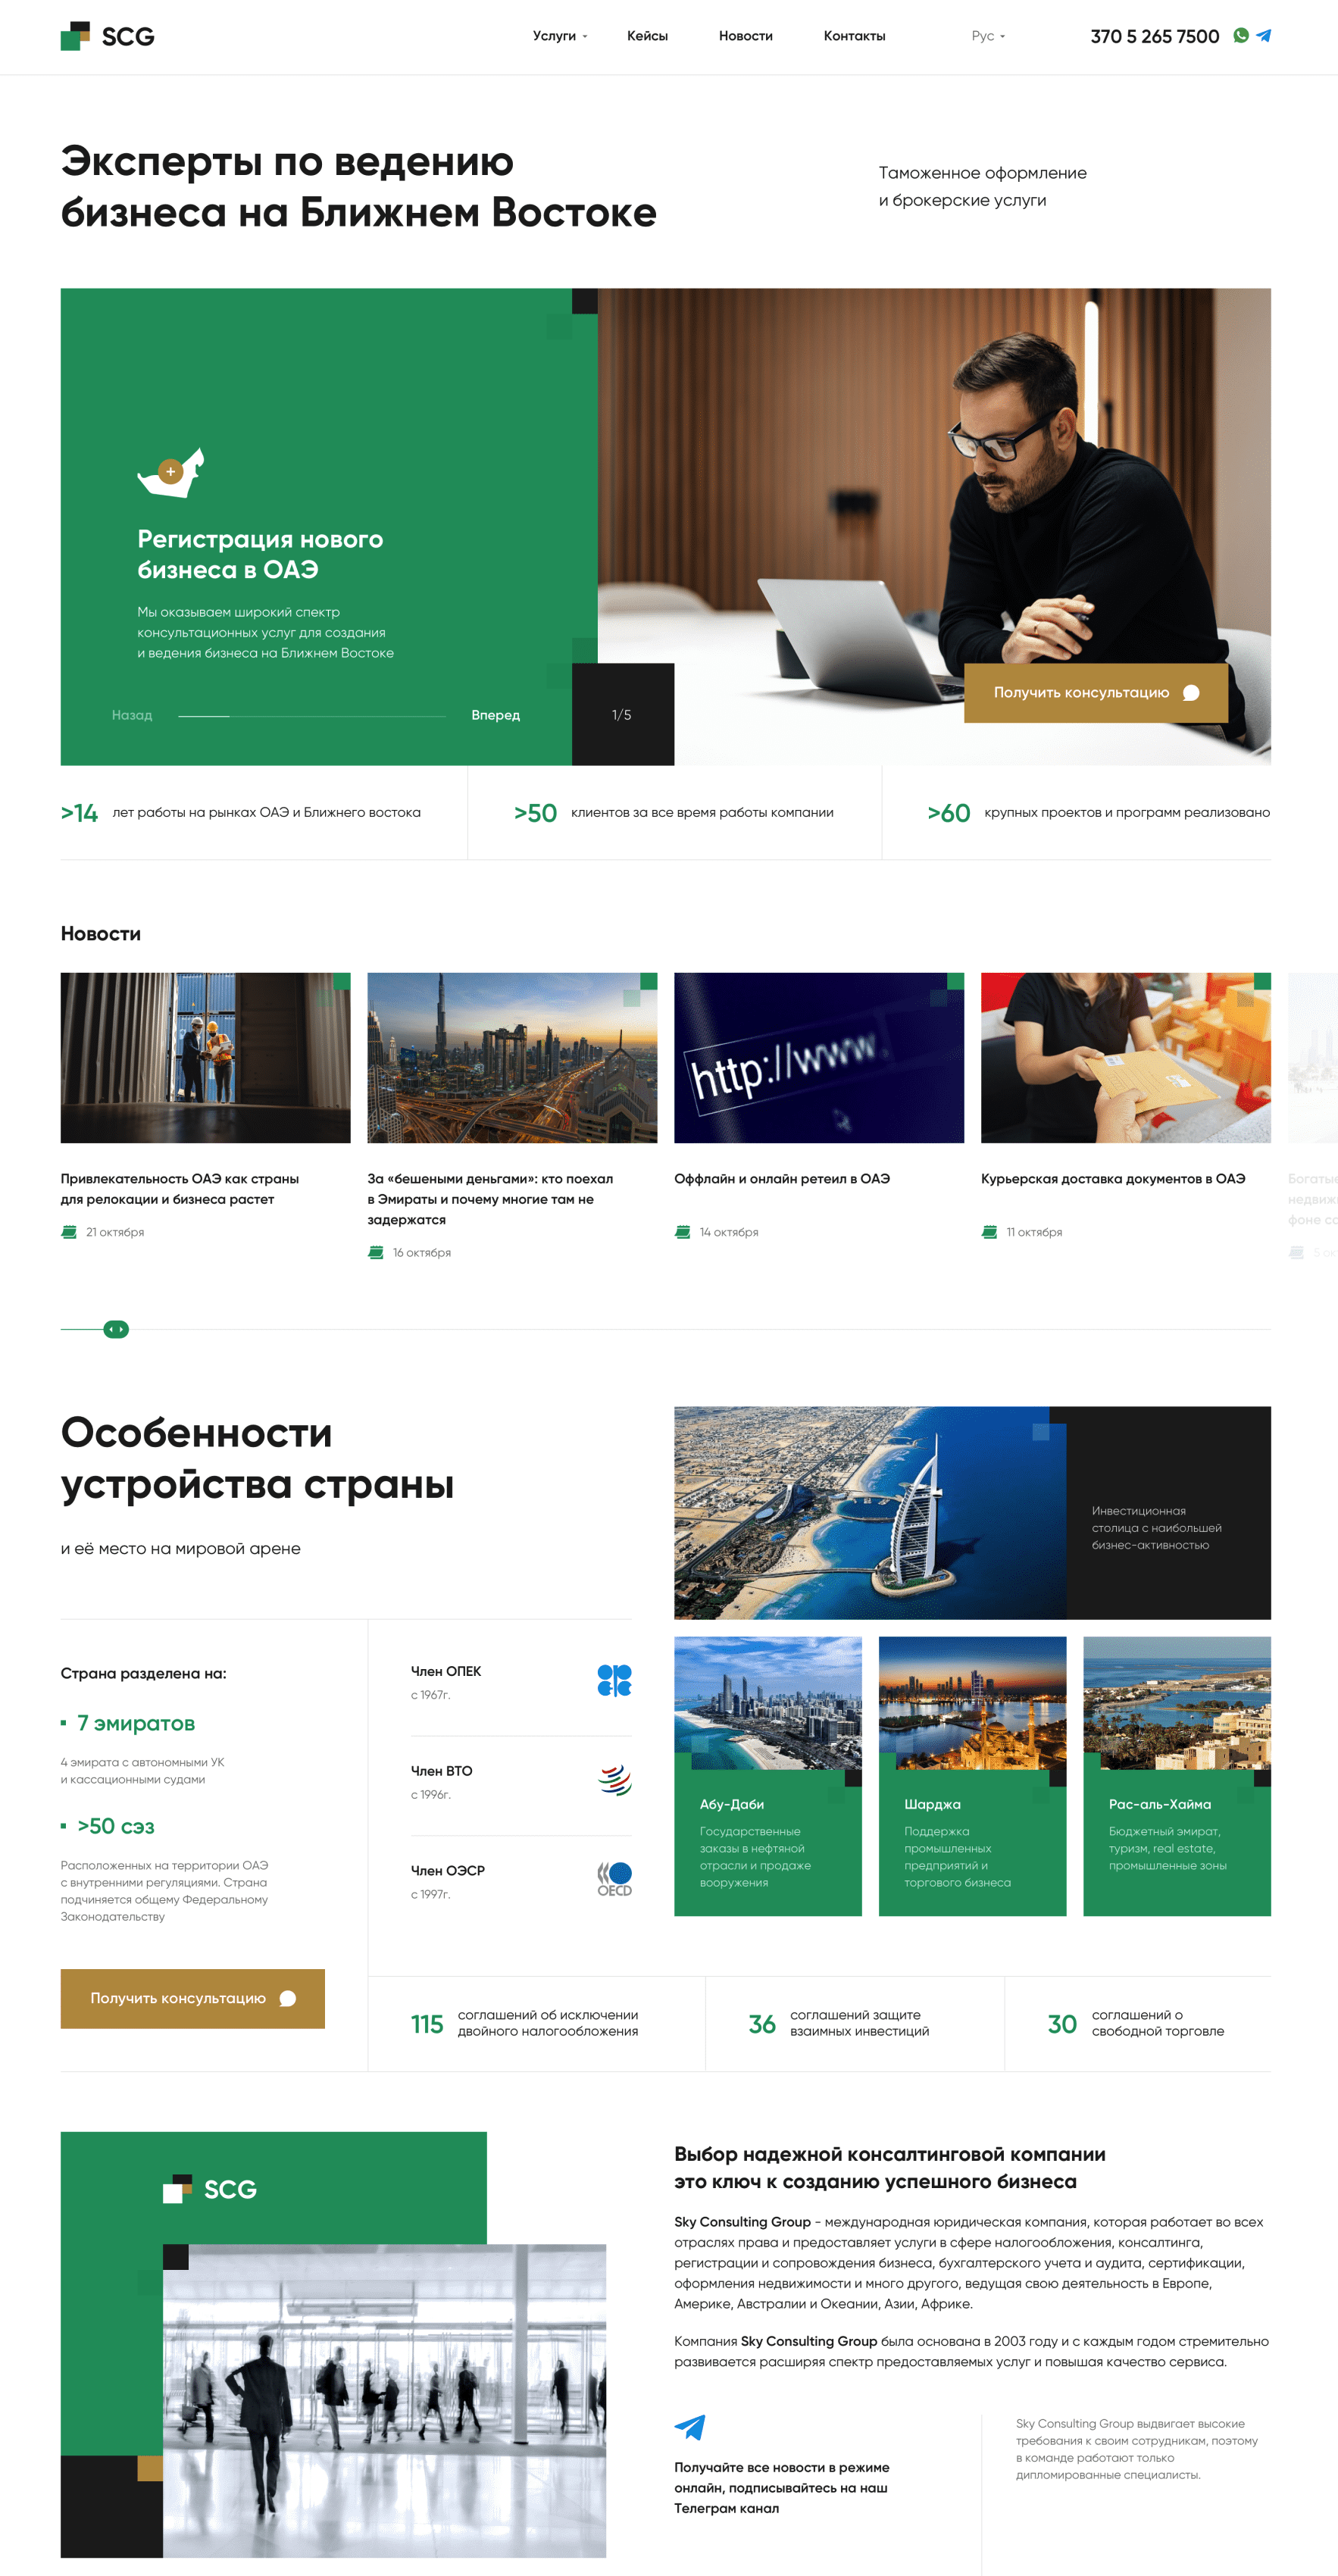 SCG
Услуги
Кейсы
Новости
Контакты
Рус
370 5 265 7500
Эксперты по ведению
бизнеса на Ближнем Востоке
Таможенное оформление
и брокерские услуги
Регистрация нового
бизнеса в ОАЭ
Мы оказываем широкий спектр
консультационных услуг для создания
и ведения бизнеса на Ближнем Востоке
Назад
Вперед
1/5
Получить консультацию
>14 лет работы на рынках ОАЭ и Ближнего востока
>50 клиентов за все время работы компании
>60 крупных проектов и программ реализовано
Новости
http://www
Привлекательность ОАЭ как страны
для релокации и бизнеса растет
21 октября
За «бешеными деньгами»: кто поехал
в Эмираты и почему многие там не
задержатся
16 октября
Оффлайн и онлайн ретеил в ОАЭ
14 октября
Курьерская доставка документов в ОАЭ
11 октября
Особенности
устройства страны
и её место на мировой арене
Инвестиционная
столица с наибольшей
бизнес-активностью
Страна разделена на:
7 эмиратов
4 эмирата с автономными УК
и кассационными судами
>50 сэз
Расположенных на территории ОАЭ
с внутренними регуляциями. Страна
подчиняется общему Федеральному
Законодательству
Получить консультацию
Член ОПЕК
с 1967г.
Член ВТО
с 1996г.
Член ОЭСР
с 1997г.
OECD
Абу-Даби
Государственные
заказы в нефтяной
отрасли и продаже
вооружения
Шарджа
Поддержка
промышленных
предприятий и
торгового бизнеса
Рас-аль-Хайма
Бюджетный эмират,
туризм, real estate,
промышленные зоны
115
соглашений об исключении
двойного налогообложения
36
соглашений защите
взаимных инвестиций
30
соглашений о
свободной торговле
SCG
Выбор надежной консалтинговой компании
это ключ к созданию успешного бизнеса
Sky Consulting Group - международная юридическая компания, которая работает во всех
отраслях права и предоставляет услуги в сфере налогообложения, консалтинга,
регистрации и сопровождения бизнеса, бухгалтерского учета и аудита, сертификации,
оформления недвижимости и много другого, ведущая свою деятельность в Европе,
Америке, Австралии и Океании, Азии, Африке.
Компания Sky Consulting Group была основана в 2003 году и с каждым годом стремительно
развивается расширяя спектр предоставляемых услуг и повышая качество сервиса.
Получайте все новости в режиме
онлайн, подписывайтесь на наш
Телеграм канал
Sky Consulting Group выдвигает высокие
требования к своим сотрудникам, поэтому
в команде работают только
дипломированные специалисты.